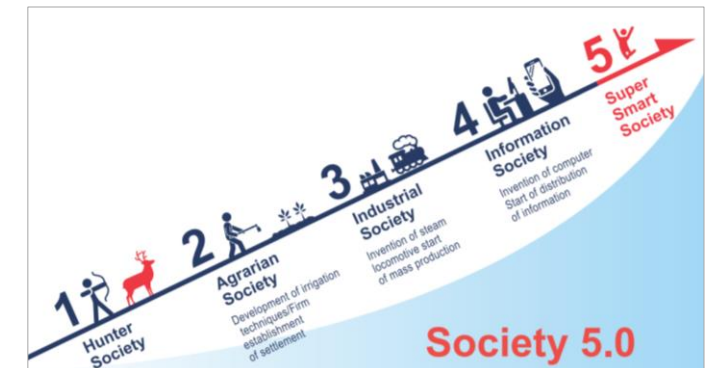 1
Hunter
Society
2
Agrarian
Society
Development of irrigation
techniques/Firm
establishment
of settlement
3
Industrial
Society
Invention of steam
locomotive start
of mass production
4
Information
Society
Invention of computer
Start of distribution
of information
5
Super
Smart
Society
Society 5.0